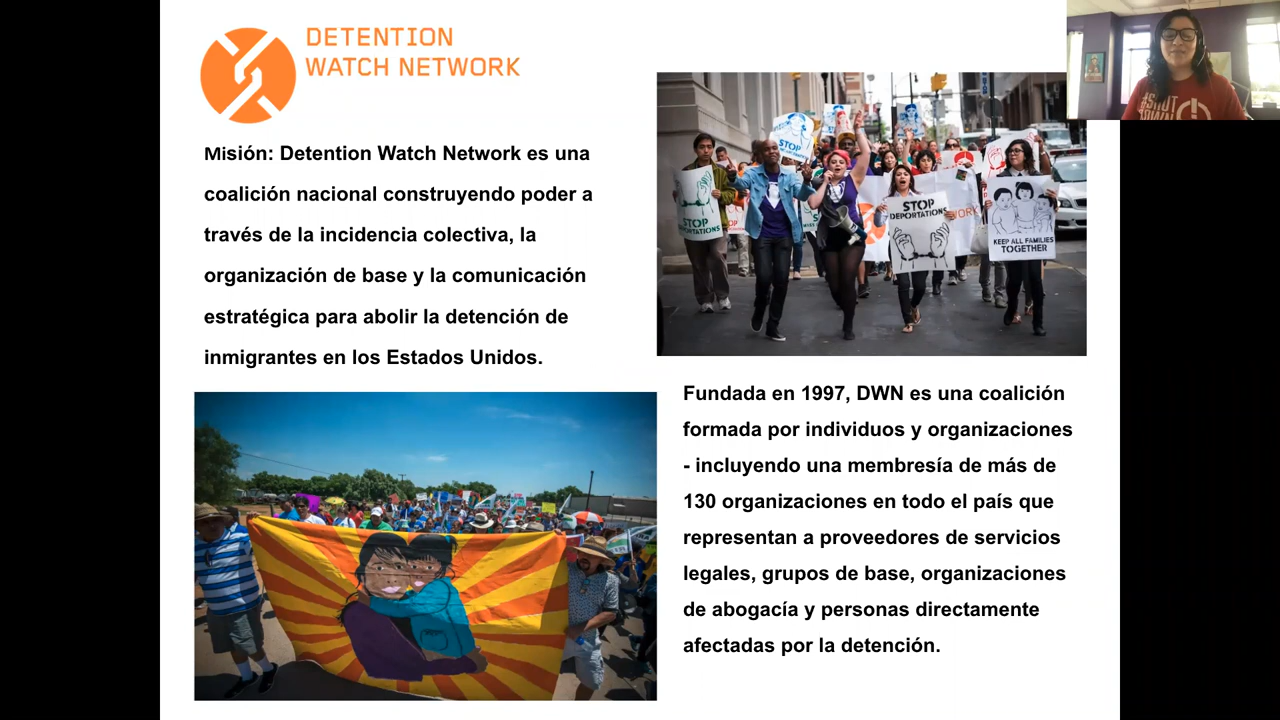 DETENTION
WATCH NETWORK
Misión: Detention Watch Network es una
coalición nacional construyendo poder a
través de la incidencia colectiva, la
organización de base y la comunicación
estratégica para abolir la detención de
inmigrantes en los Estados Unidos.
STOP
STOP
DEPORTATIONS
STOP
DEPORTATIONS
KEEP ALL FAMILIES
TOGETHER
#SHUT
DOWN
Fundada en 1997, DWN es una coalición
formada por individuos y organizaciones
- incluyendo una membresía de más de
130 organizaciones en todo el país que
representan a proveedores de servicios
legales, grupos de base, organizaciones
de abogacía y personas directamente
afectadas por la detención.